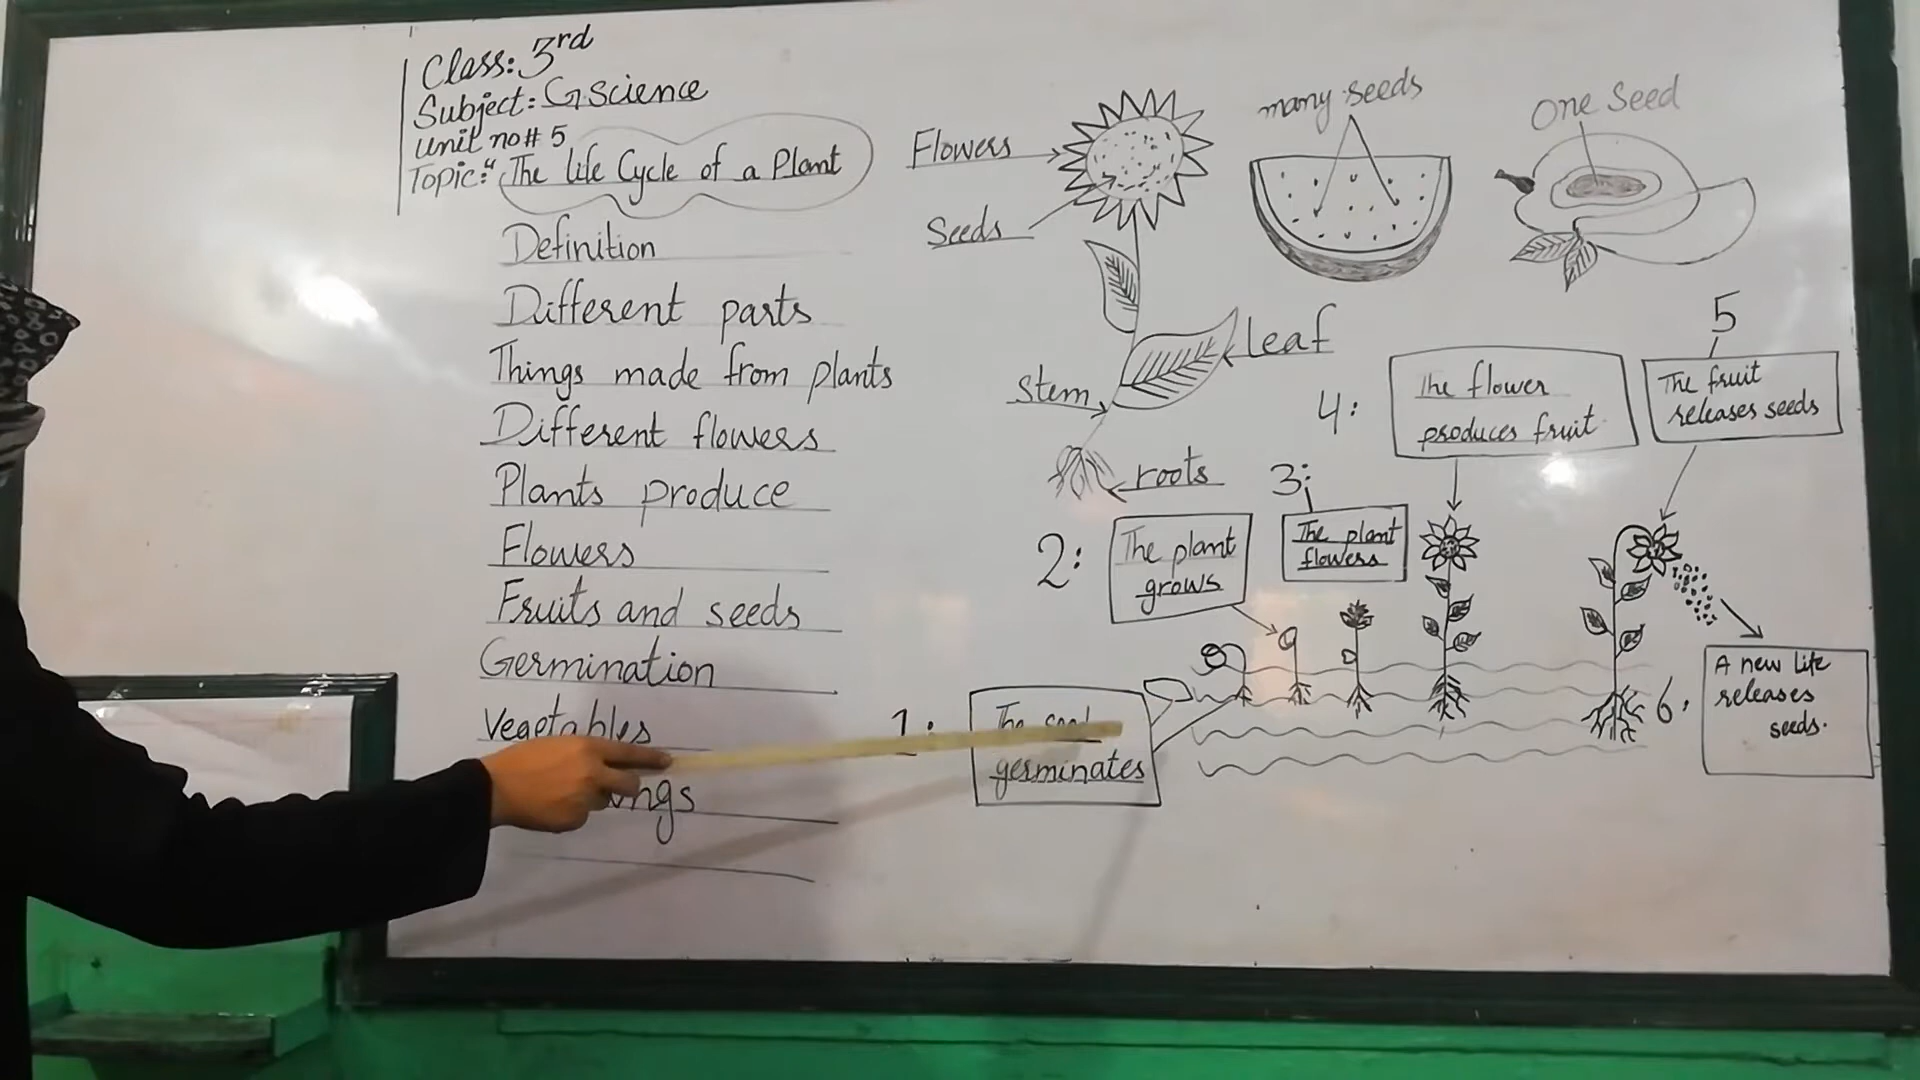 Class: 3rd
Subject: G science
Unit no # 5
Topic: "The life Cycle of a Plant
Definition
Different parts
Things made from plants
Different flowers
Plants produce
Flowers
Fruits and seeds
Germination
Vegetables
Flowers
Seeds
many seeds
one Seed
leaf
Stem
roots
1:
The seed
germinates
2:
The plant
grows
3:
The plant
flowers
4:
The flower
produces fruit
5
The fruit
releases seeds
6.
A new life
releases
seeds.